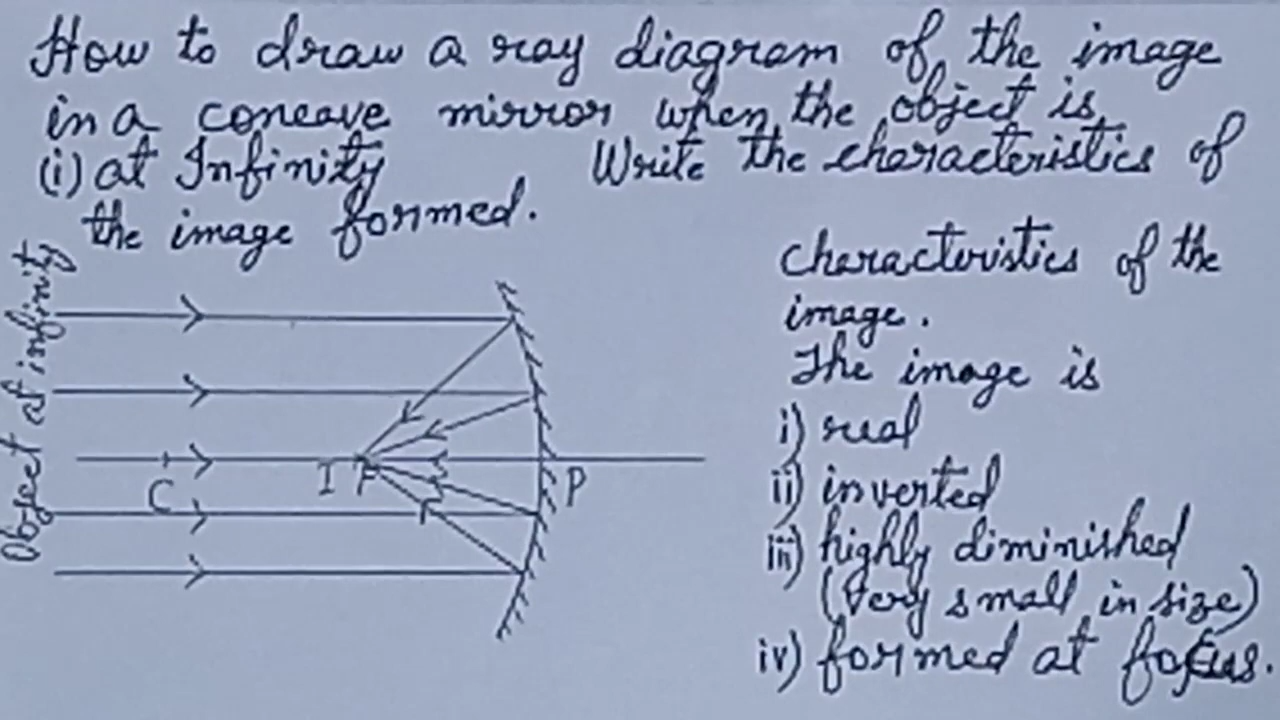 How to draw a ray diagram of the image
in a concave mirror when the object is
(i) at Infinity Write the characteristics of
the image formed.
Object at infinity
C
I F
P
characteristics of the
image.
The image is
i) real
ii) inverted
iii) highly diminished
(very small in size)
iv) formed at focus.